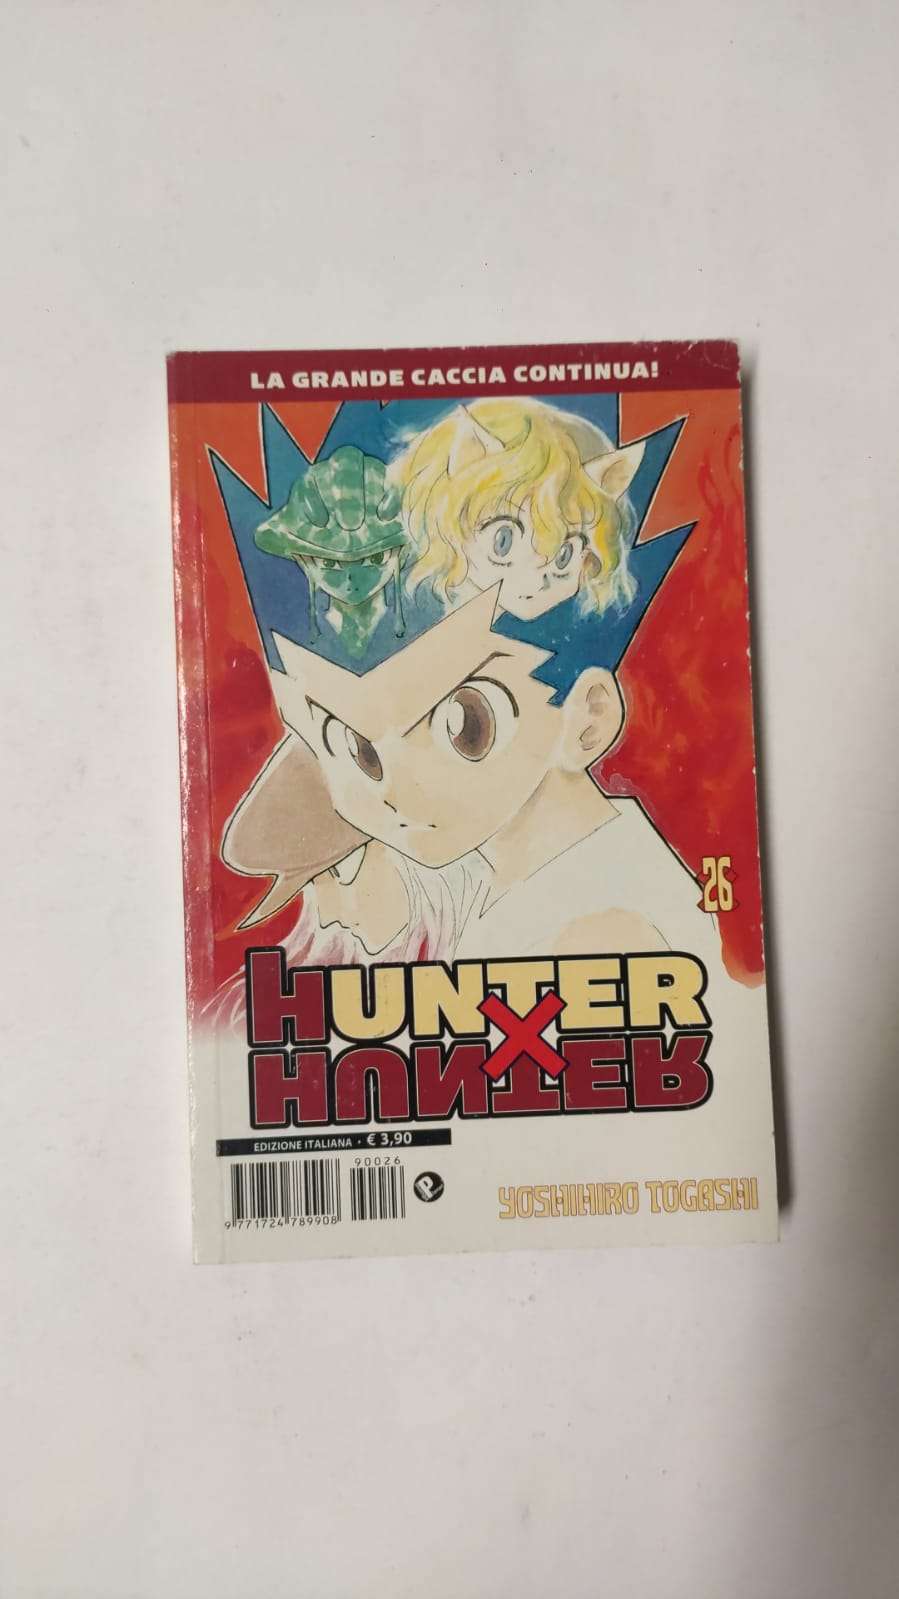 LA GRANDE CACCIA CONTINUA!
26
HUNTER
X
HUNTER
EDIZIONE ITALIANA • € 3,90
90026
9 771724 789908
P
YOSHIHIRO TOGASHI